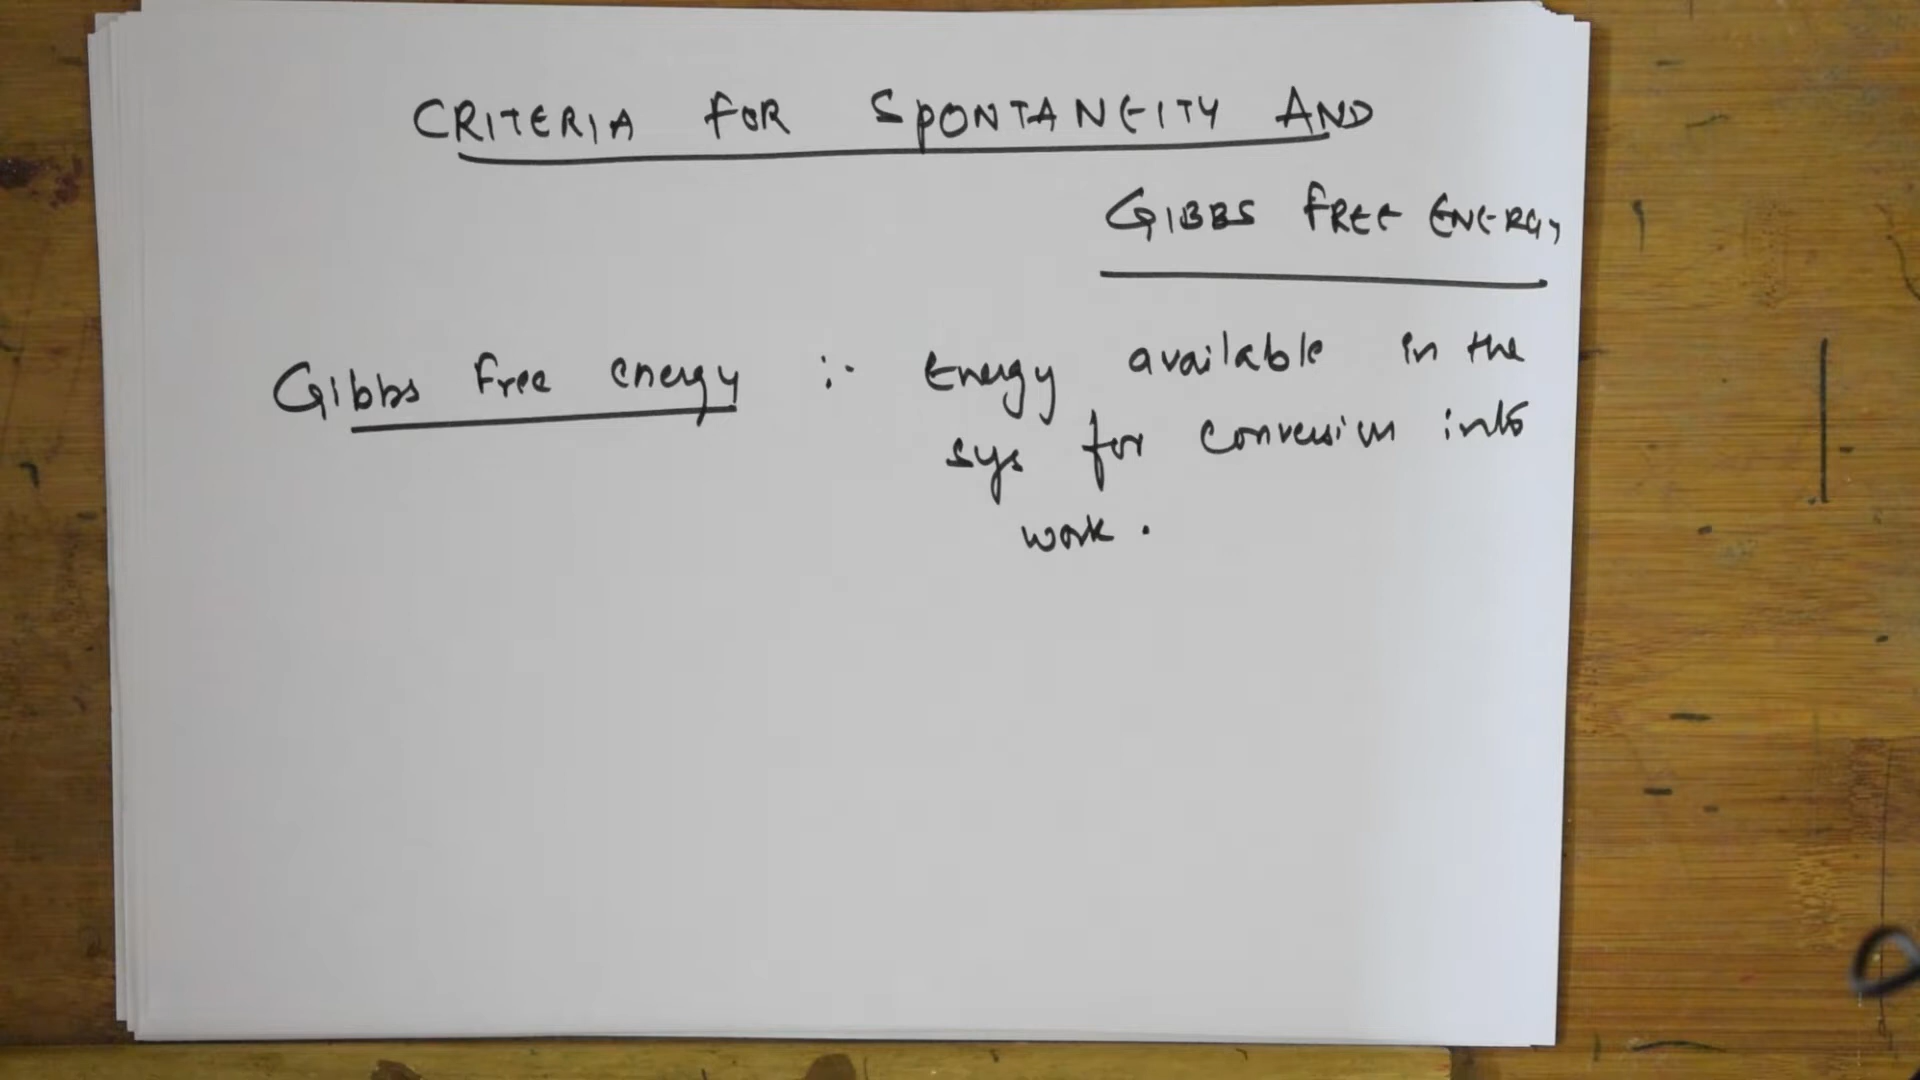 CRITERIA FOR SPONTANEITY AND
GIBBS FREE ENERGY
Gibbs Free energy :- Energy available in the
sys for conversion into
work.